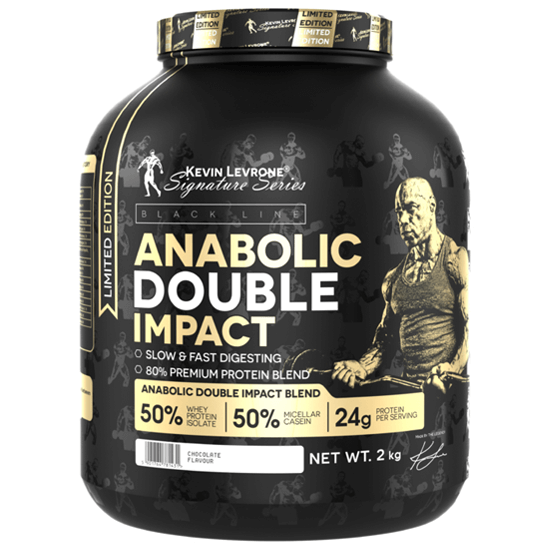 LIMITED EDITION
LIMITED EDITION
KEVIN LEVRONE®
Signature Series
BLACK LINE
LIMITED EDITION
ANABOLIC
DOUBLE
IMPACT
SLOW & FAST DIGESTING
80% PREMIUM PROTEIN BLEND
ANABOLIC DOUBLE IMPACT BLEND
50% WHEY PROTEIN ISOLATE
50% MICELLAR CASEIN
24g PROTEIN PER SERVING
CHOCOLATE
FLAVOUR
NET WT. 2 kg